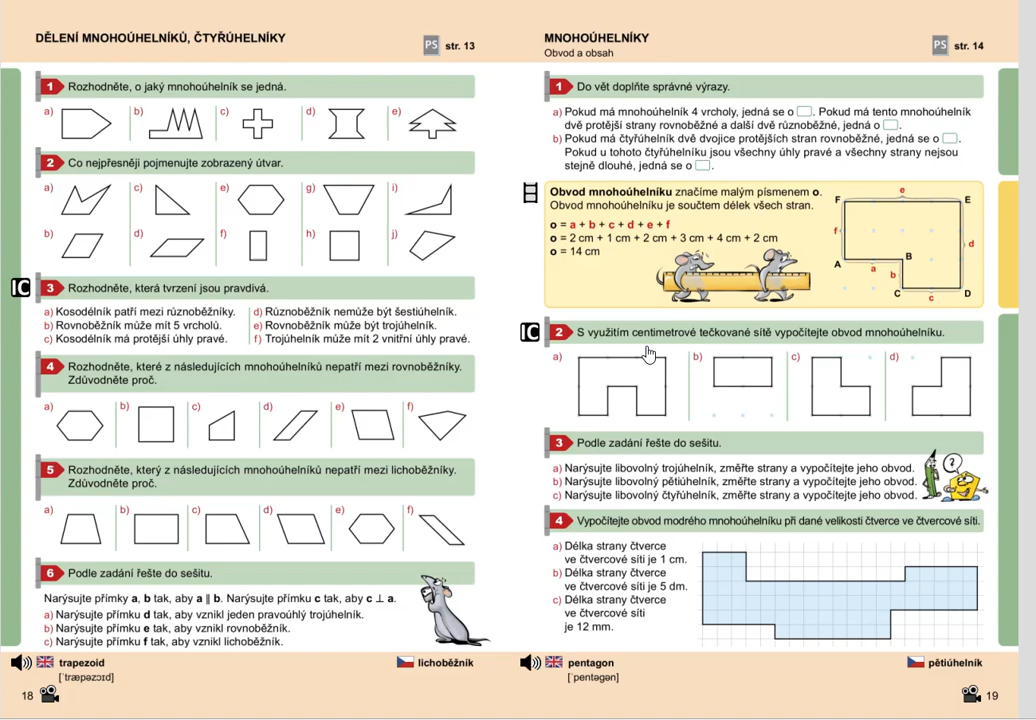 DĚLENÍ MNOHOÚHELNÍKŮ, ČTYŘÚHELNÍKY
PS str. 13
1 Rozhodněte, o jaký mnohoúhelník se jedná.
a) b) c) d) e)
2 Co nejpřesněji pojmenujte zobrazený útvar.
a) c) e) g) i)
b) d) f) h) j)
IC 3 Rozhodněte, která tvrzení jsou pravdivá.
a) Kosodélník patří mezi různoběžníky.
b) Rovnoběžník může mít 5 vrcholů.
c) Kosodélník má protější úhly pravé.
d) Různoběžník nemůže být šestiúhelník.
e) Rovnoběžník může být trojúhelník.
f) Trojúhelník může mít 2 vnitřní úhly pravé.
4 Rozhodněte, které z následujících mnohoúhelníků nepatří mezi rovnoběžníky.
Zdůvodněte proč.
a) b) c) d) e) f)
5 Rozhodněte, který z následujících mnohoúhelníků nepatří mezi lichoběžníky.
Zdůvodněte proč.
a) b) c) d) e) f)
6 Podle zadání řešte do sešitu.
Narýsujte přímky a, b tak, aby a ∥ b. Narýsujte přímku c tak, aby c ⊥ a.
a) Narýsujte přímku d tak, aby vznikl jeden pravoúhlý trojúhelník.
b) Narýsujte přímku e tak, aby vznikl rovnoběžník.
c) Narýsujte přímku f tak, aby vznikl lichoběžník.
trapezoid
[ˈtræpəzɔɪd]
lichoběžník
18
MNOHOÚHELNÍKY
Obvod a obsah
PS str. 14
1 Do vět doplňte správné výrazy.
a) Pokud má mnohoúhelník 4 vrcholy, jedná se o . Pokud má tento mnohoúhelník
dvě protější strany rovnoběžné a další dvě různoběžné, jedná o .
b) Pokud má čtyřúhelník dvě dvojice protějších stran rovnoběžné, jedná se o .
Pokud u tohoto čtyřúhelníku jsou všechny úhly pravé a všechny strany nejsou
stejně dlouhé, jedná se o .
Obvod mnohoúhelníku značíme malým písmenem o.
Obvod mnohoúhelníku je součtem délek všech stran.
o = a + b + c + d + e + f
o = 2 cm + 1 cm + 2 cm + 3 cm + 4 cm + 2 cm
o = 14 cm
e
F E
f
d
A B
a
b
C D
c
IC 2 S využitím centimetrové tečkované sítě vypočítejte obvod mnohoúhelníku.
a) b) c) d)
3 Podle zadání řešte do sešitu.
a) Narýsujte libovolný trojúhelník, změřte strany a vypočítejte jeho obvod.
b) Narýsujte libovolný pětiúhelník, změřte strany a vypočítejte jeho obvod.
c) Narýsujte libovolný čtyřúhelník, změřte strany a vypočítejte jeho obvod.
?
4 Vypočítejte obvod modrého mnohoúhelníku při dané velikosti čtverce ve čtvercové síti.
a) Délka strany čtverce
ve čtvercové síti je 1 cm.
b) Délka strany čtverce
ve čtvercové síti je 5 dm.
c) Délka strany čtverce
ve čtvercové síti
je 12 mm.
pentagon
[ˈpentəgən]
pětiúhelník
19